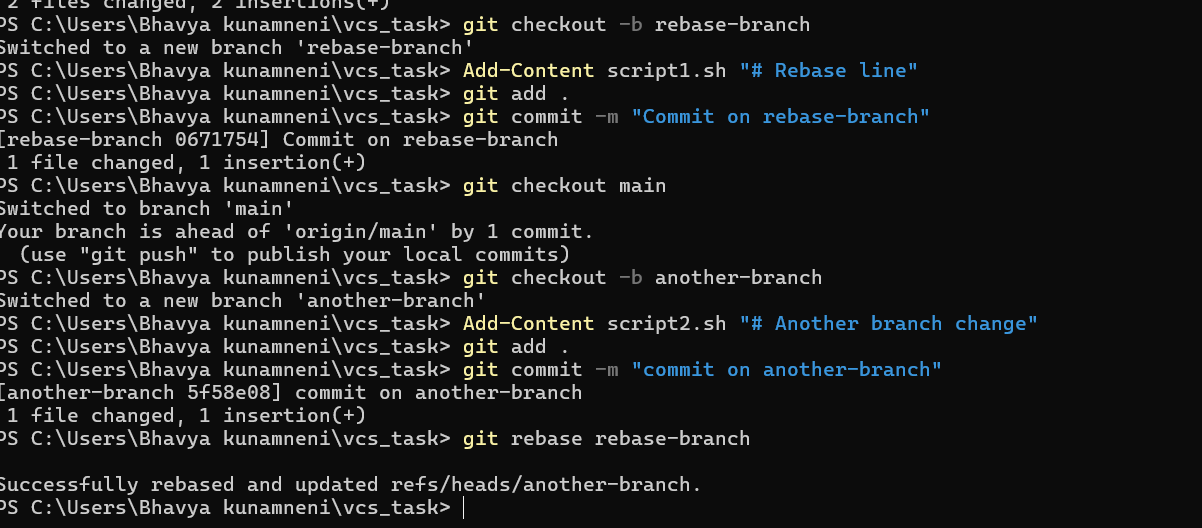 2 files changed, 2 insertions(+)
PS C:\Users\Bhavya kunamneni\vcs_task> git checkout -b rebase-branch
Switched to a new branch 'rebase-branch'
PS C:\Users\Bhavya kunamneni\vcs_task> Add-Content script1.sh "# Rebase line"
PS C:\Users\Bhavya kunamneni\vcs_task> git add .
PS C:\Users\Bhavya kunamneni\vcs_task> git commit -m "Commit on rebase-branch"
[rebase-branch 0671754] Commit on rebase-branch
1 file changed, 1 insertion(+)
PS C:\Users\Bhavya kunamneni\vcs_task> git checkout main
Switched to branch 'main'
Your branch is ahead of 'origin/main' by 1 commit.
(use "git push" to publish your local commits)
PS C:\Users\Bhavya kunamneni\vcs_task> git checkout -b another-branch
Switched to a new branch 'another-branch'
PS C:\Users\Bhavya kunamneni\vcs_task> Add-Content script2.sh "# Another branch change"
PS C:\Users\Bhavya kunamneni\vcs_task> git add .
PS C:\Users\Bhavya kunamneni\vcs_task> git commit -m "commit on another-branch"
[another-branch 5f58e08] commit on another-branch
1 file changed, 1 insertion(+)
PS C:\Users\Bhavya kunamneni\vcs_task> git rebase rebase-branch
Successfully rebased and updated refs/heads/another-branch.
PS C:\Users\Bhavya kunamneni\vcs_task>